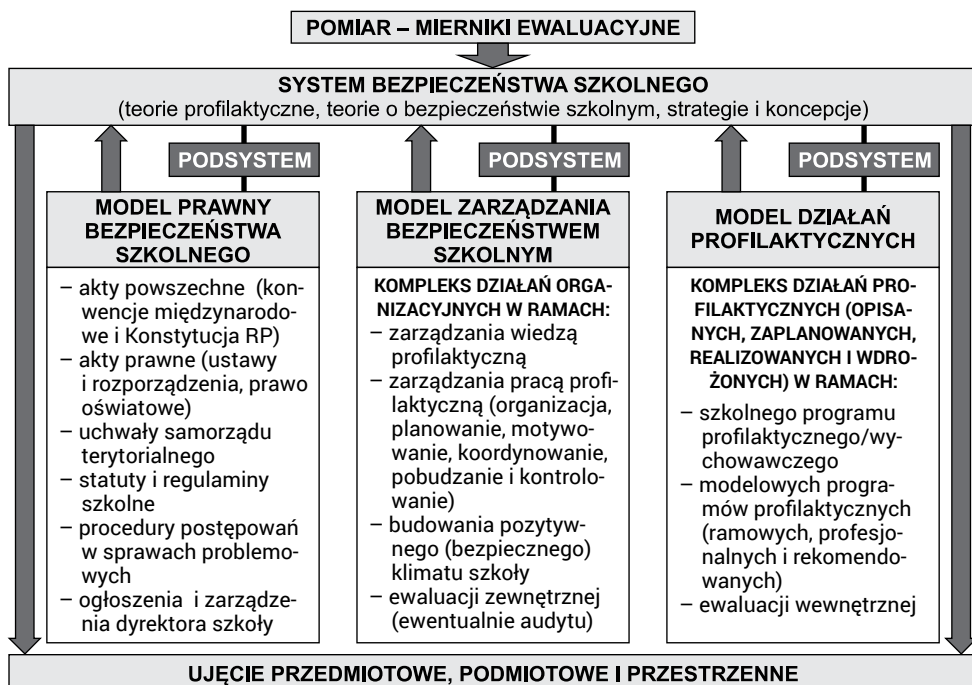 POMIAR – MIERNIKI EWALUACYJNE
SYSTEM BEZPIECZEŃSTWA SZKOLNEGO
(teorie profilaktyczne, teorie o bezpieczeństwie szkolnym, strategie i koncepcje)
PODSYSTEM
MODEL PRAWNY
BEZPIECZEŃSTWA
SZKOLNEGO
– akty powszechne (kon-
wencje międzynarodo-
we i Konstytucja RP)
– akty prawne (ustawy
i rozporządzenia, prawo
oświatowe)
– uchwały samorządu
terytorialnego
– statuty i regulaminy
szkolne
– procedury postępowań
w sprawach problemo-
wych
– ogłoszenia i zarządze-
nia dyrektora szkoły
PODSYSTEM
MODEL ZARZĄDZANIA
BEZPIECZEŃSTWEM
SZKOLNYM
KOMPLEKS DZIAŁAŃ ORGA-
NIZACYJNYCH W RAMACH:
– zarządzania wiedzą
profilaktyczną
– zarządzania pracą profi-
laktyczną (organizacja,
planowanie, motywo-
wanie, koordynowanie,
pobudzanie i kontrolo-
wanie)
– budowania pozytyw-
nego (bezpiecznego)
klimatu szkoły
– ewaluacji zewnętrznej
(ewentualnie audytu)
PODSYSTEM
MODEL DZIAŁAŃ
PROFILAKTYCZNYCH
KOMPLEKS DZIAŁAŃ PRO-
FILAKTYCZNYCH (OPISA-
NYCH, ZAPLANOWANYCH,
REALIZOWANYCH I WDRO-
ŻONYCH) W RAMACH:
– szkolnego programu
profilaktycznego/wy-
chowawczego
– modelowych progra-
mów profilaktycznych
(ramowych, profesjo-
nalnych i rekomendo-
wanych)
– ewaluacji wewnętrznej
UJĘCIE PRZEDMIOTOWE, PODMIOTOWE I PRZESTRZENNE